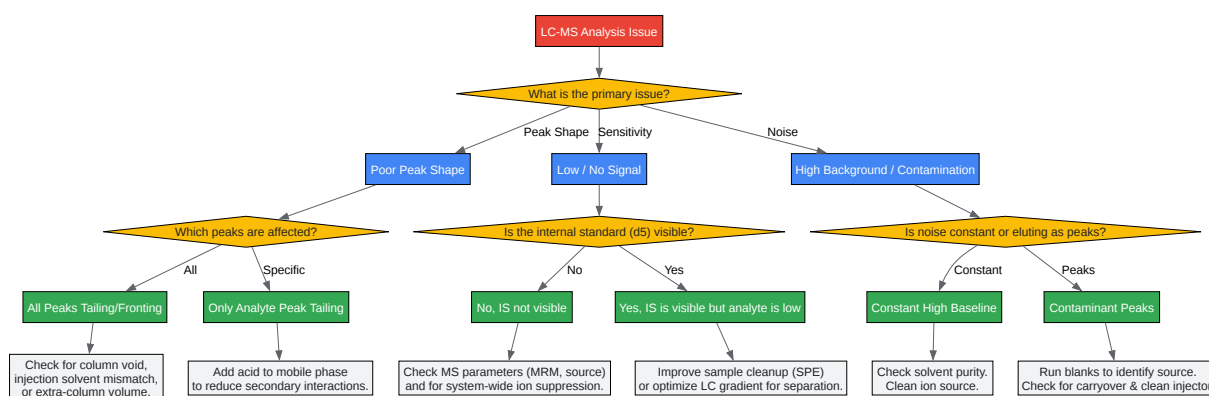 LC-MS Analysis Issue
What is the primary issue?
Peak Shape
Sensitivity
Noise
Poor Peak Shape
Low / No Signal
High Background / Contamination
Which peaks are affected?
Is the internal standard (d5) visible?
Is noise constant or eluting as peaks?
All
Specific
No
Yes
Constant
Peaks
All Peaks Tailing/Fronting
Only Analyte Peak Tailing
No, IS is not visible
Yes, IS is visible but analyte is low
Constant High Baseline
Contaminant Peaks
Check for column void,
injection solvent mismatch,
or extra-column volume.
Add acid to mobile phase
to reduce secondary interactions.
Check MS parameters (MRM, source)
and for system-wide ion suppression.
Improve sample cleanup (SPE)
or optimize LC gradient for separation.
Check solvent purity.
Clean ion source.
Run blanks to identify source.
Check for carryover & clean injector